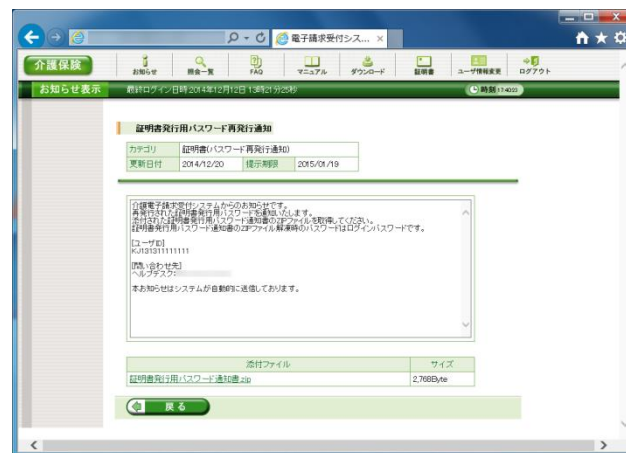 電子請求受付シス... ×
介護保険
お知らせ 照会一覧 FAQ マニュアル ダウンロード 証明書 ユーザ情報変更 ログアウト
お知らせ表示 最終ログイン日時:2014年12月12日 13時21分25秒 時刻
証明書発行用パスワード再発行通知
カテゴリ 証明書(パスワード再発行通知)
更新日付 2014/12/20 掲示期限 2015/01/19
介護電子請求受付システムからのお知らせです。
再発行された証明書発行用パスワードを通知いたします。
添付された証明書発行用パスワード通知書のZIPファイルを取得してください。
証明書発行用パスワード通知書のZIPファイル解凍時のパスワードはログインパスワードです。
[ユーザID]
KJ131311111111
[問い合わせ先]
ヘルプデスク:
本お知らせはシステムが自動的に送信しております。
添付ファイル サイズ
証明書発行用パスワード通知書.zip 2,768Byte
戻る